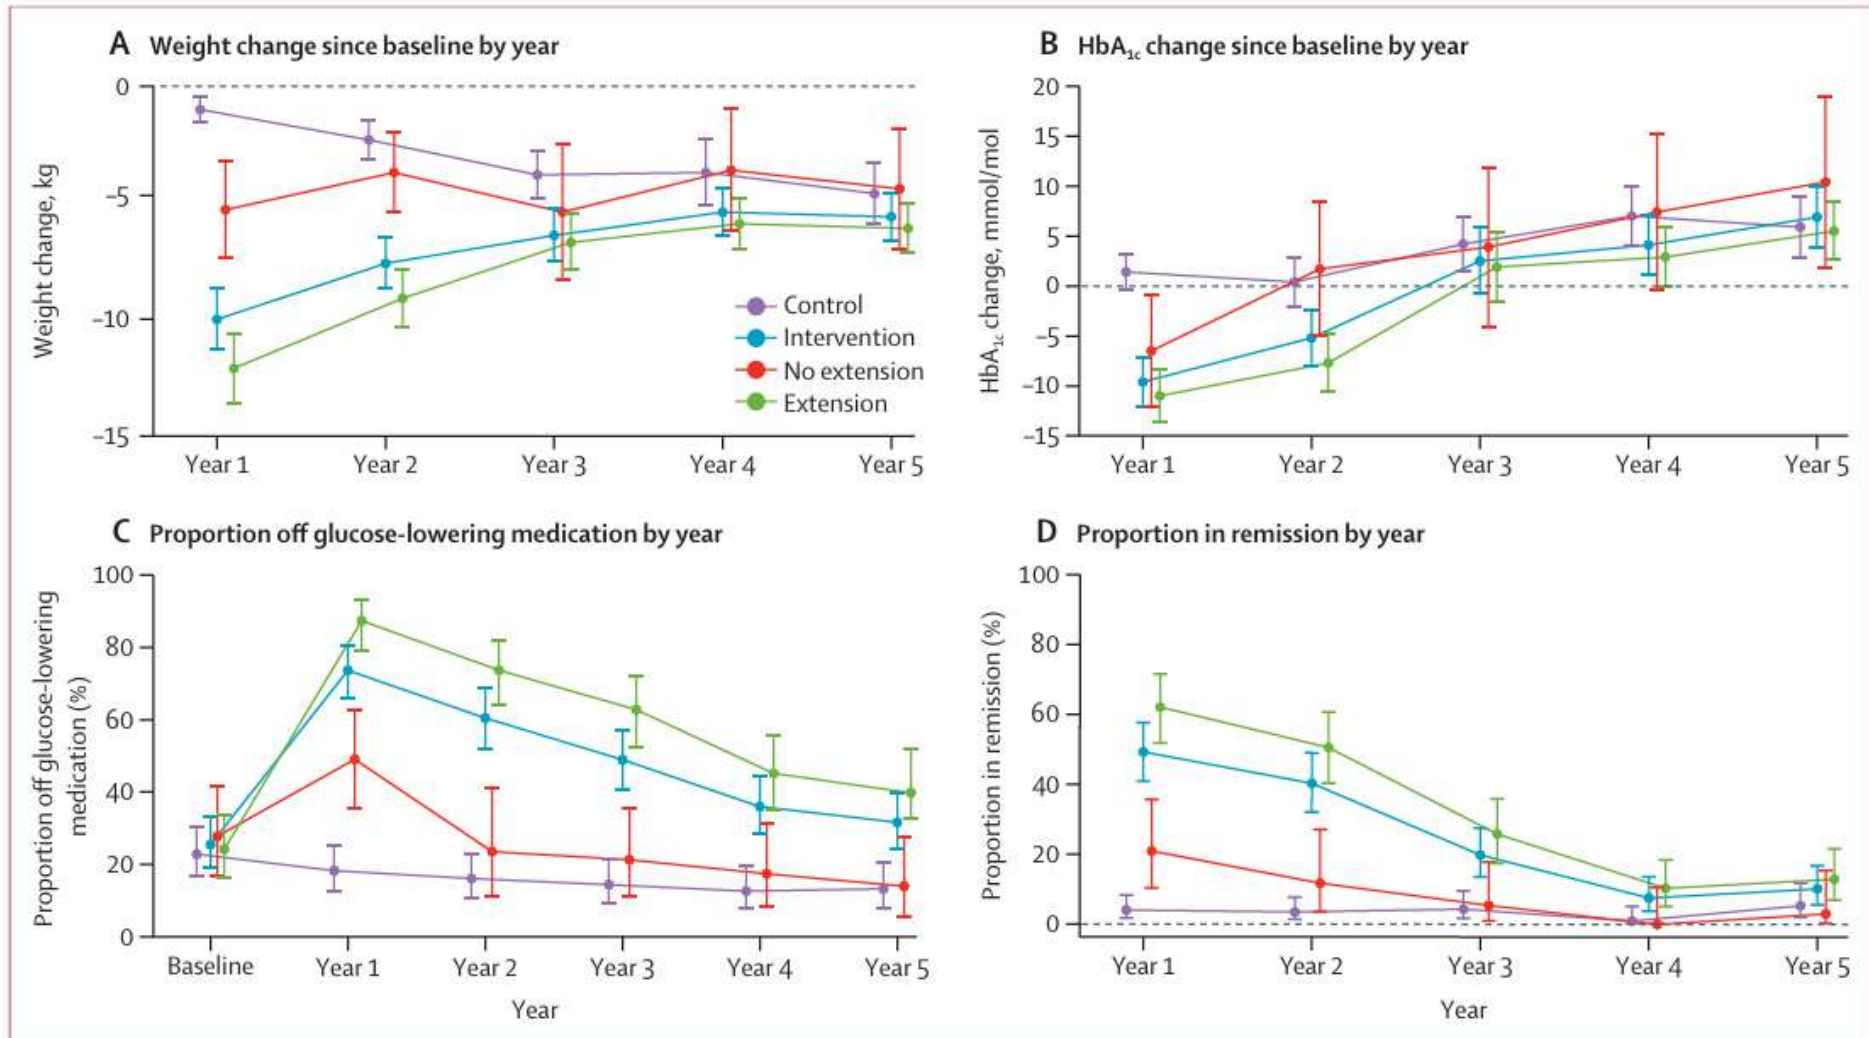 A Weight change since baseline by year
Weight change, kg
0
–5
–10
–15
Year 1
Year 2
Year 3
Year 4
Year 5
Control
Intervention
No extension
Extension
B HbA1c change since baseline by year
HbA1c change, mmol/mol
20
15
10
5
0
–5
–10
–15
Year 1
Year 2
Year 3
Year 4
Year 5
C Proportion off glucose-lowering medication by year
Proportion off glucose-lowering
medication (%)
100
80
60
40
20
0
Baseline
Year 1
Year 2
Year 3
Year 4
Year 5
Year
D Proportion in remission by year
Proportion in remission (%)
100
80
60
40
20
0
Year 1
Year 2
Year 3
Year 4
Year 5
Year